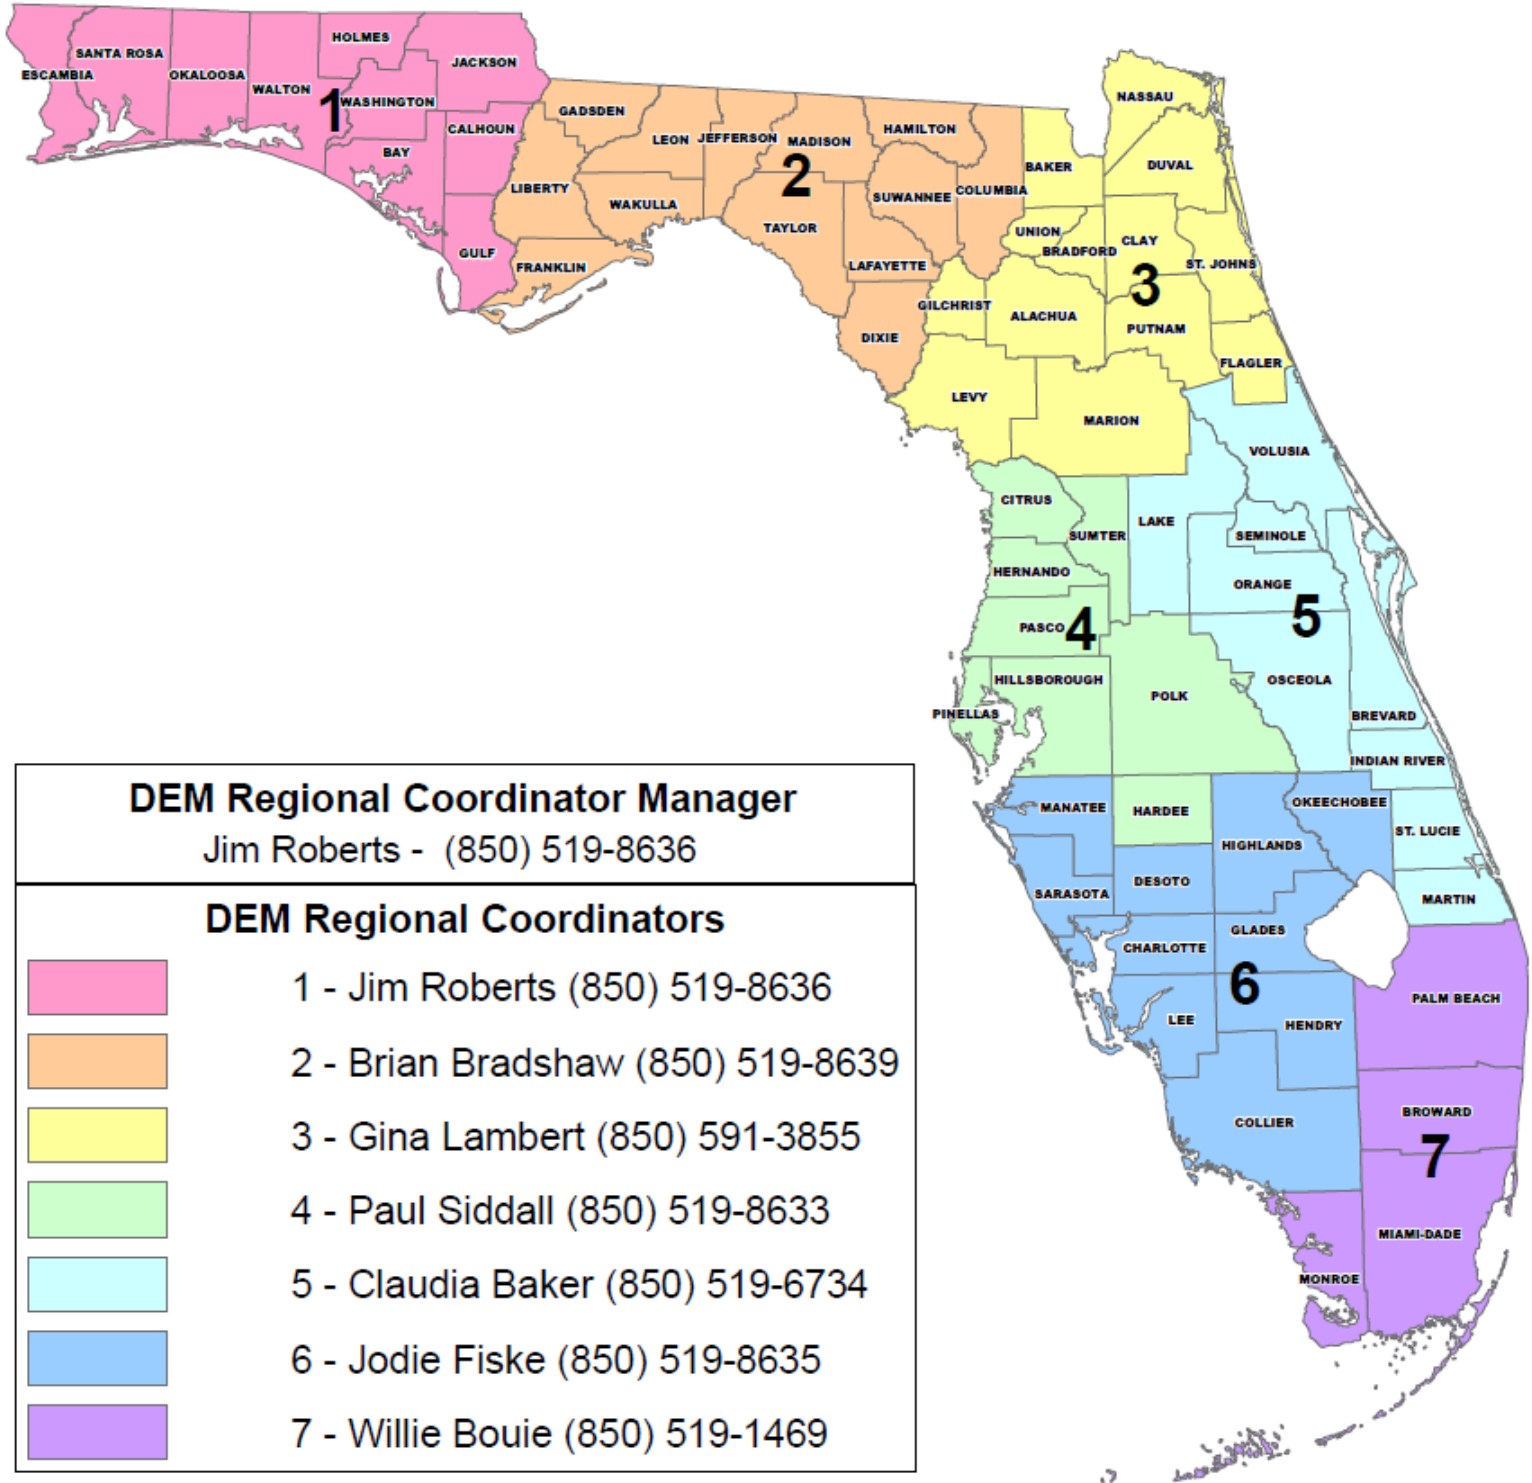 HOLMES
SANTA ROSA
JACKSON
ESCAMBIA
OKALOOSA
WALTON
1
WASHINGTON
CALHOUN
BAY
GULF
GADSDEN
LEON
JEFFERSON
MADISON
HAMILTON
2
LIBERTY
WAKULLA
SUWANNEE
COLUMBIA
TAYLOR
FRANKLIN
LAFAYETTE
DIXIE
NASSAU
BAKER
DUVAL
UNION
BRADFORD
CLAY
ST. JOHNS
3
GILCHRIST
ALACHUA
PUTNAM
FLAGLER
LEVY
MARION
VOLUSIA
CITRUS
SUMTER
LAKE
SEMINOLE
HERNANDO
ORANGE
PASCO
4
5
HILLSBOROUGH
POLK
OSCEOLA
PINELLAS
BREVARD
INDIAN RIVER
MANATEE
HARDEE
OKEECHOBEE
ST. LUCIE
HIGHLANDS
SARASOTA
DESOTO
MARTIN
CHARLOTTE
GLADES
6
LEE
HENDRY
PALM BEACH
COLLIER
BROWARD
7
MIAMI-DADE
MONROE
DEM Regional Coordinator Manager
Jim Roberts - (850) 519-8636
DEM Regional Coordinators
1 - Jim Roberts (850) 519-8636
2 - Brian Bradshaw (850) 519-8639
3 - Gina Lambert (850) 591-3855
4 - Paul Siddall (850) 519-8633
5 - Claudia Baker (850) 519-6734
6 - Jodie Fiske (850) 519-8635
7 - Willie Bouie (850) 519-1469